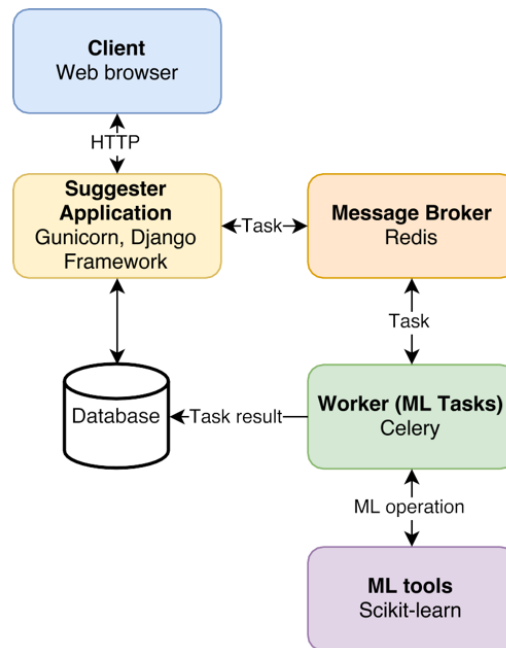 Client
Web browser
HTTP
Suggester
Application
Gunicorn, Django
Framework
Task
Message Broker
Redis
Task
Database
Task result
Worker (ML Tasks)
Celery
ML operation
ML tools
Scikit-learn